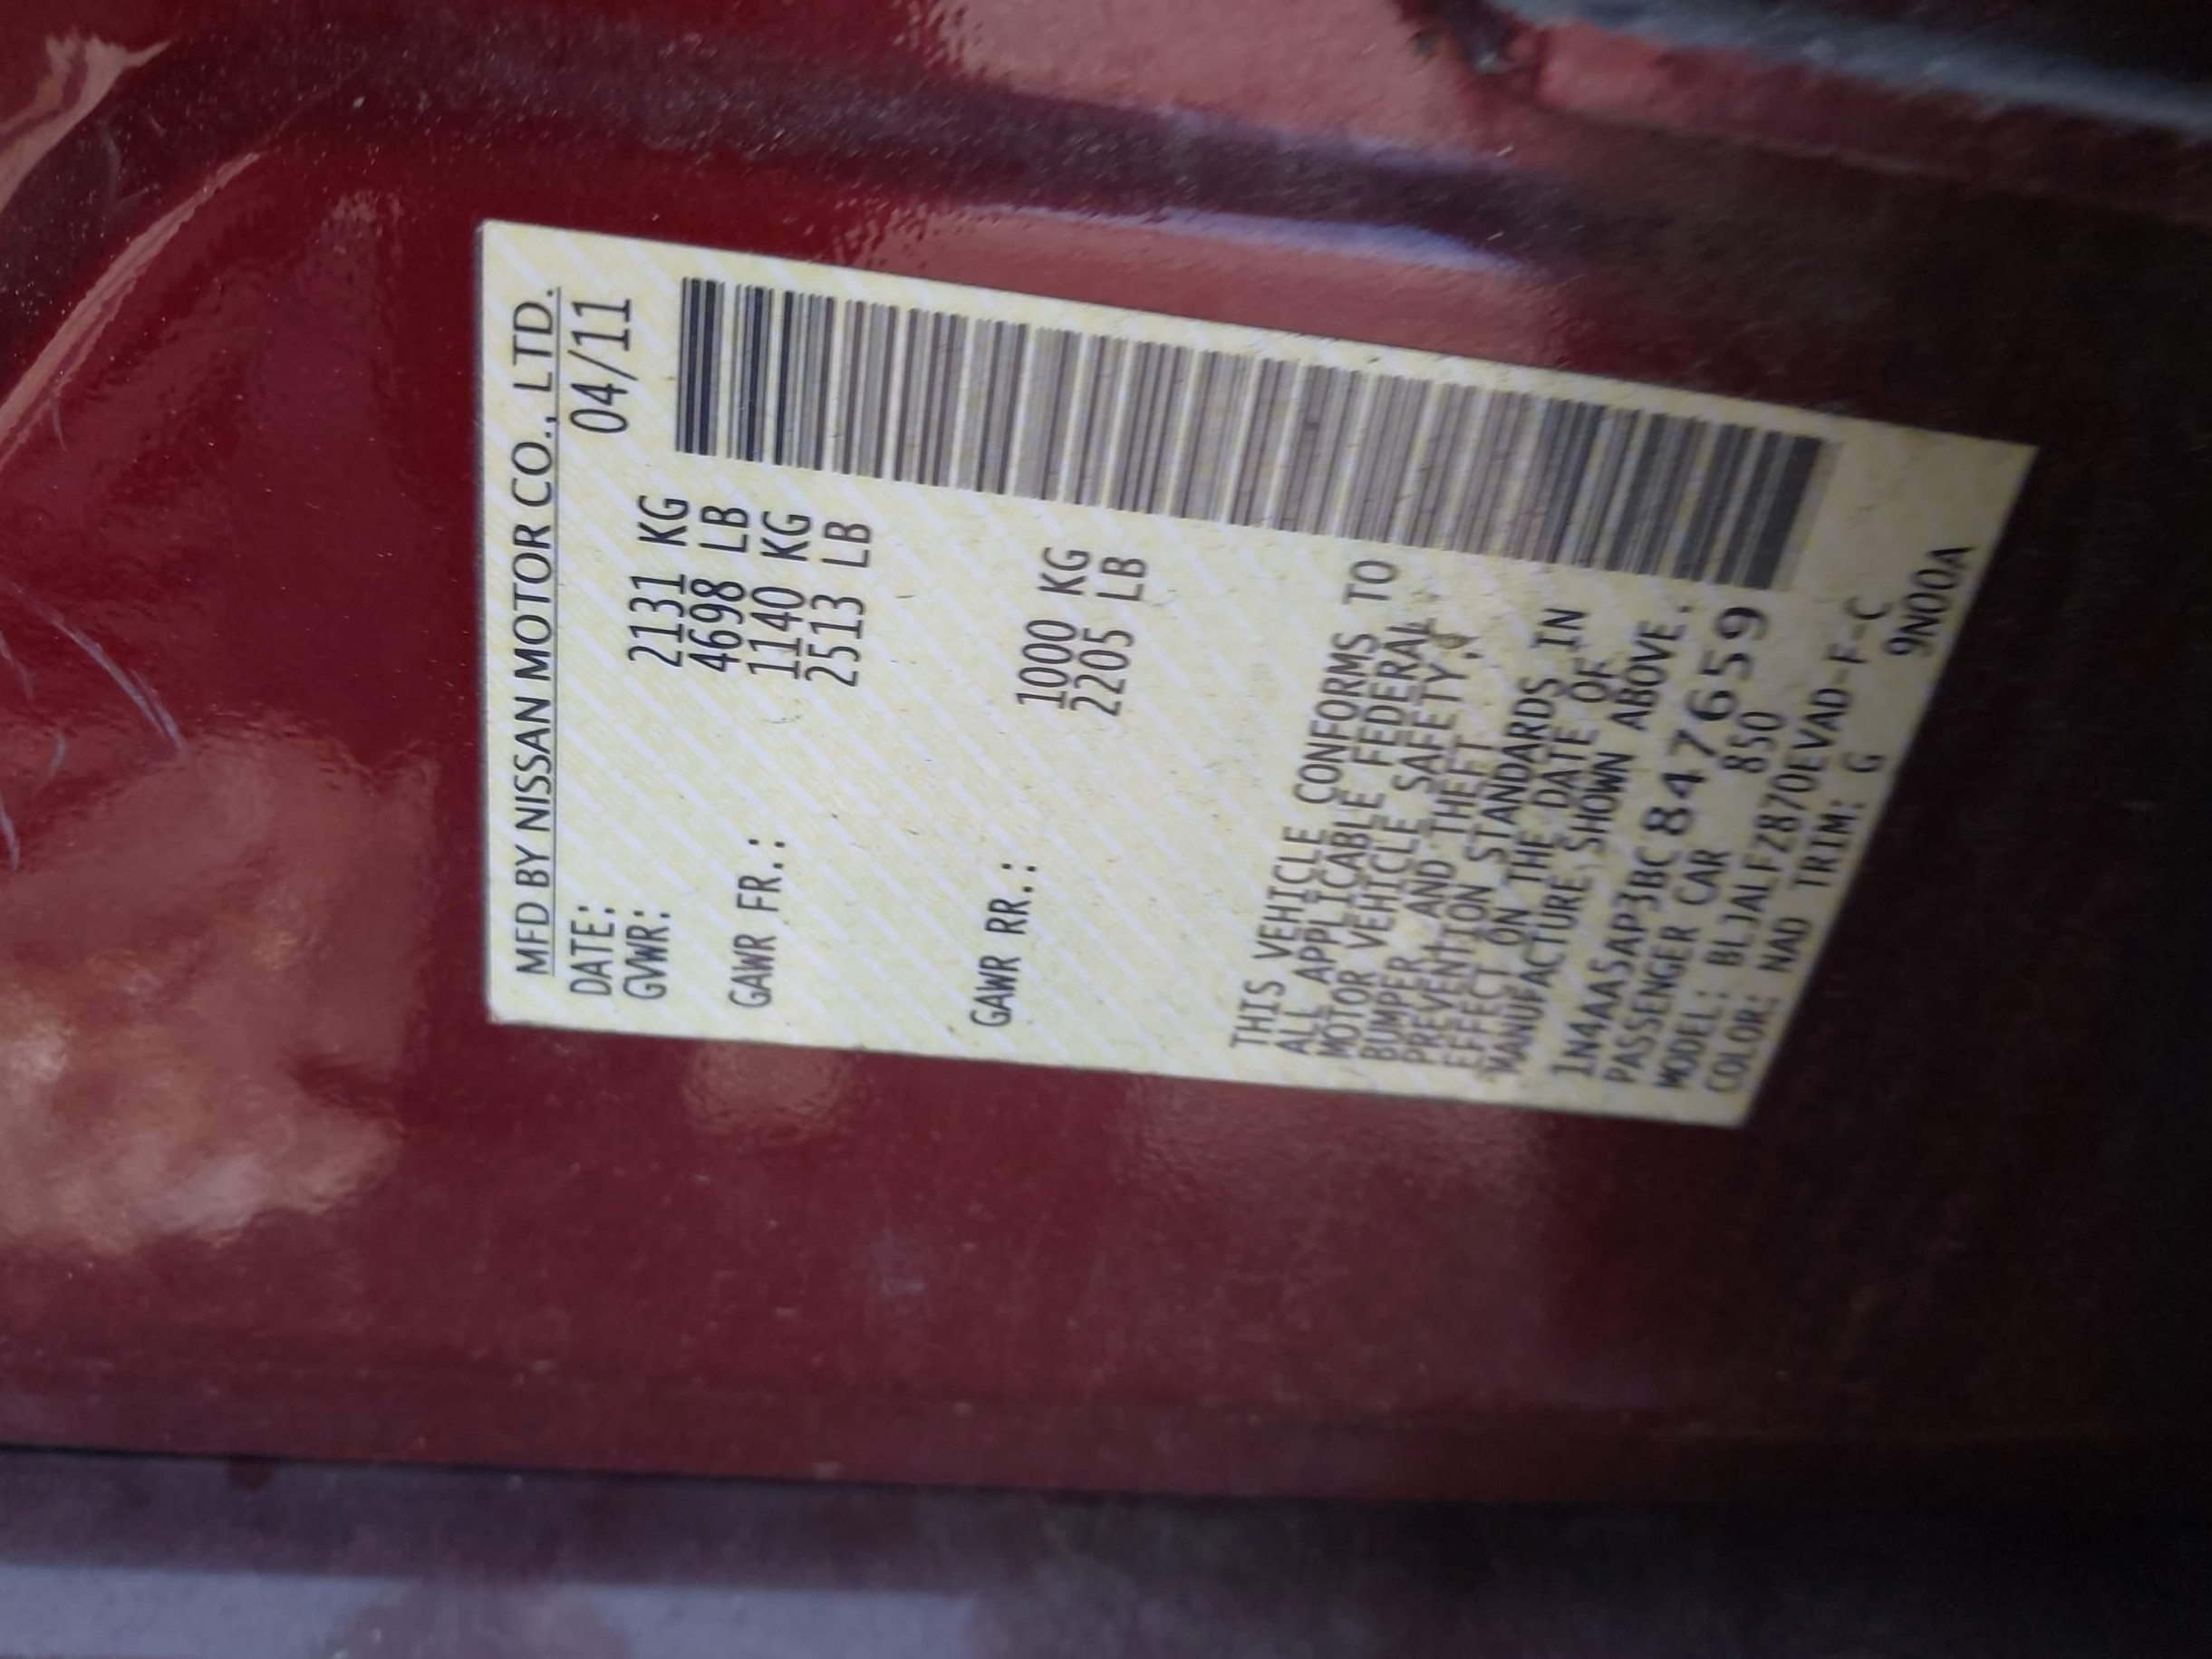 MFD BY NISSAN MOTOR CO., LTD.
DATE: 04/11
GVWR: 2131 KG
4698 LB
GAWR FR.: 1140 KG
2513 LB
GAWR RR.: 1000 KG
2205 LB
THIS VEHICLE CONFORMS TO
ALL APPLICABLE FEDERAL
MOTOR VEHICLE SAFETY,
BUMPER, AND THEFT
PREVENTION STANDARDS IN
EFFECT ON THE DATE OF
MANUFACTURE SHOWN ABOVE.
1N4AA5AP3BC847659
PASSENGER CAR 850
MODEL: BLJALFZ870EVAD-F-C
COLOR: NAD TRIM: G 9N00A